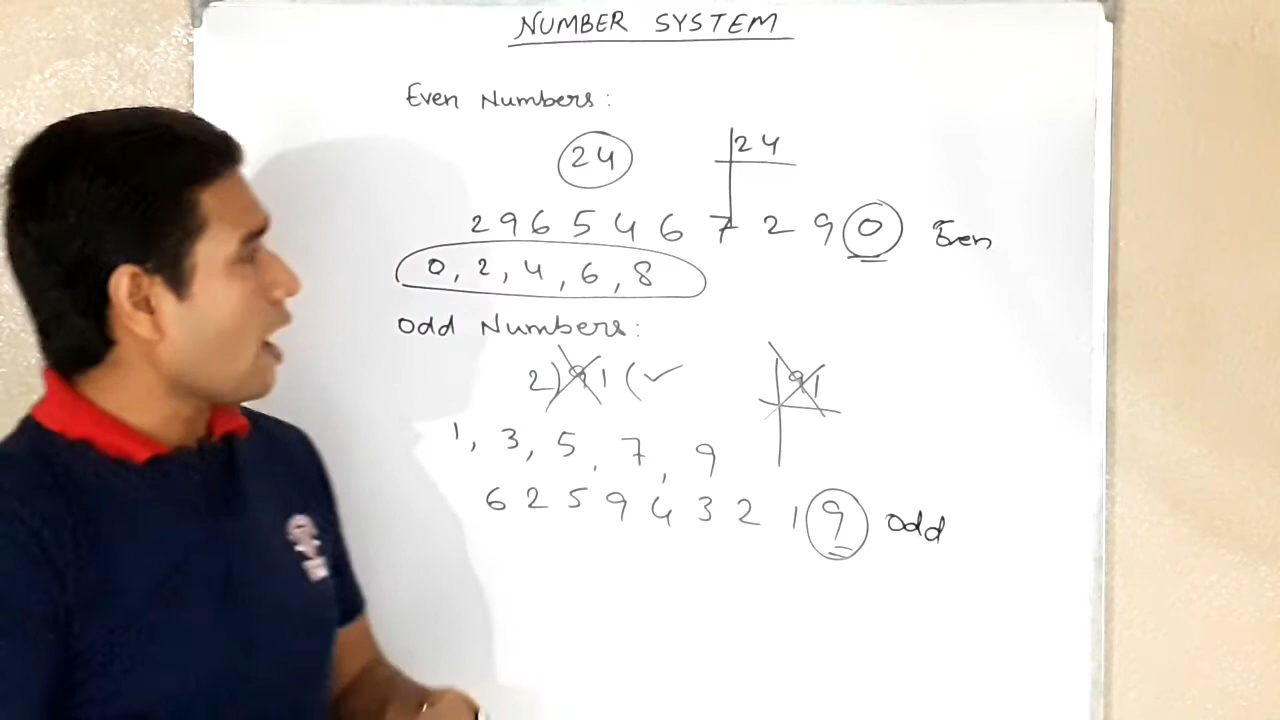 NUMBER SYSTEM
Even Numbers:
24 24
2 9 6 5 4 6 7 2 9 0 Even
0, 2, 4, 6, 8
Odd Numbers:
2)91( ✓ 91
1, 3, 5, 7, 9
6 2 5 9 4 3 2 1 9 Odd